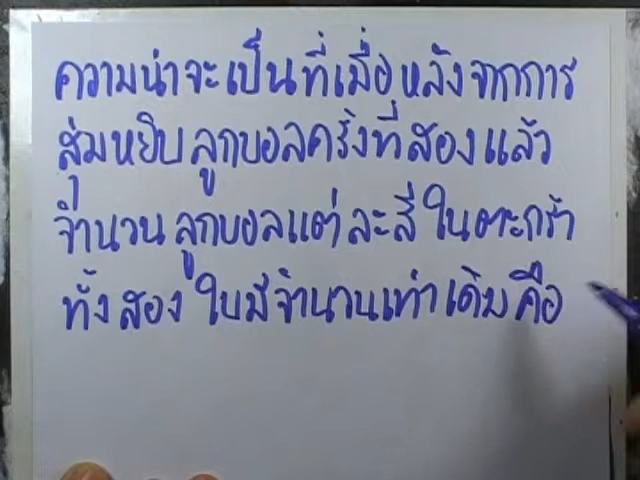 ความน่าจะเป็นที่เมื่อหลังจากการ
สุ่มหยิบลูกบอลครั้งที่สองแล้ว
จำนวนลูกบอลแต่ละสีในตะกร้า
ทั้งสองใบมีจำนวนเท่าเดิมคือ